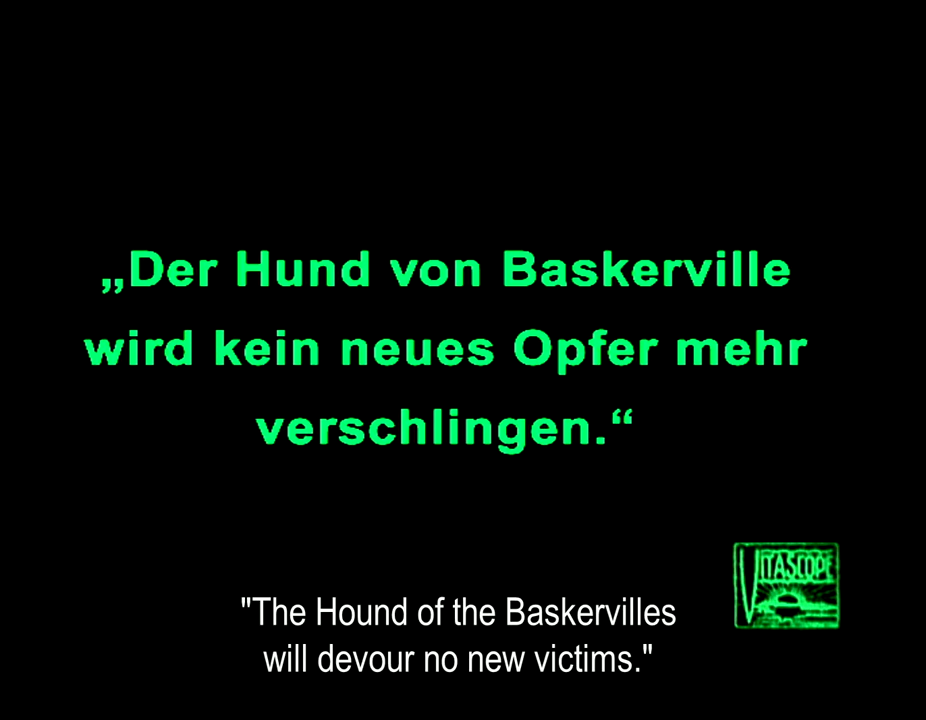 „Der Hund von Baskerville
wird kein neues Opfer mehr
verschlingen.“
VITASCOPE
"The Hound of the Baskervilles
will devour no new victims."